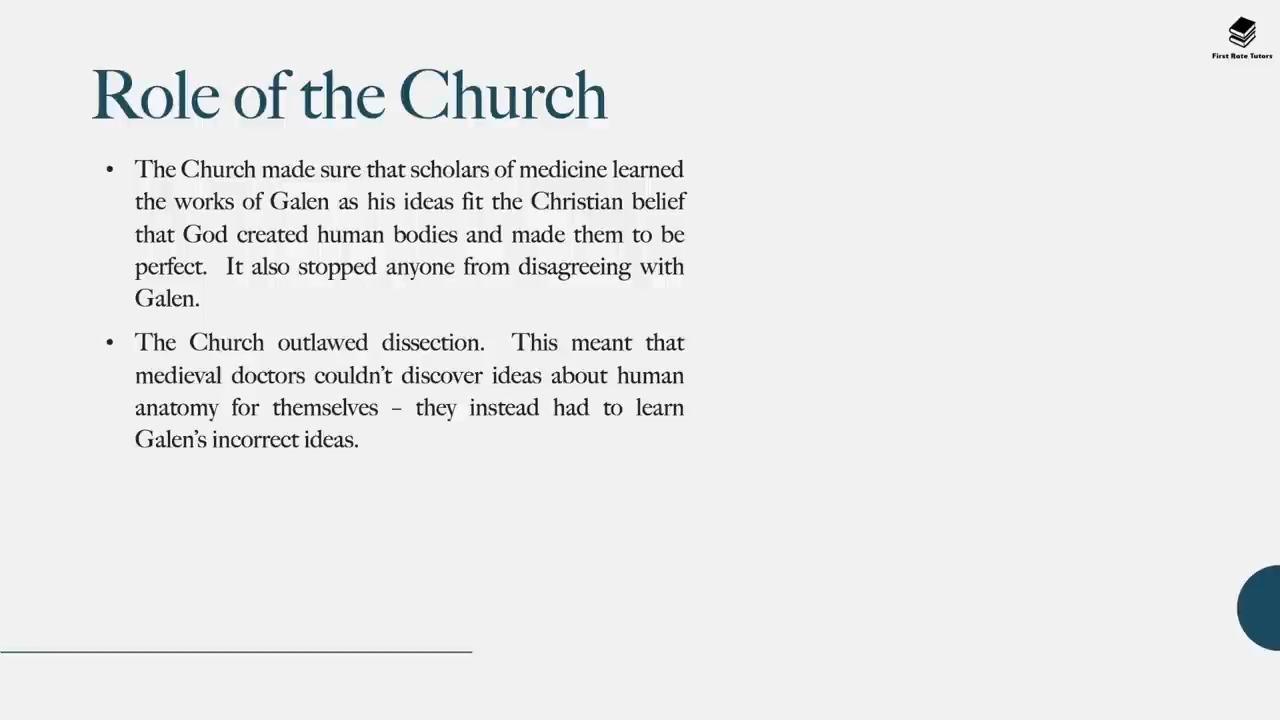 First Rate Tutors
Role of the Church
• The Church made sure that scholars of medicine learned
the works of Galen as his ideas fit the Christian belief
that God created human bodies and made them to be
perfect. It also stopped anyone from disagreeing with
Galen.
• The Church outlawed dissection. This meant that
medieval doctors couldn't discover ideas about human
anatomy for themselves – they instead had to learn
Galen's incorrect ideas.